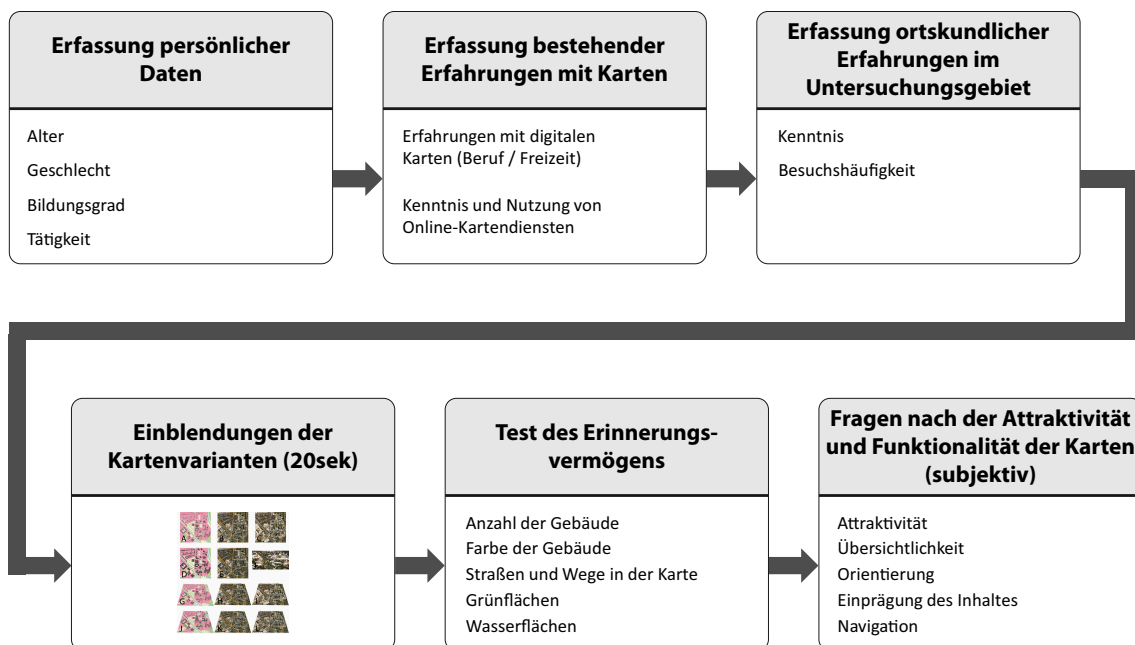 Erfassung persönlicher
Daten
Alter
Geschlecht
Bildungsgrad
Tätigkeit
Erfassung bestehender
Erfahrungen mit Karten
Erfahrungen mit digitalen
Karten (Beruf / Freizeit)
Kenntnis und Nutzung von
Online-Kartendiensten
Erfassung ortskundlicher
Erfahrungen im
Untersuchungsgebiet
Kenntnis
Besuchshäufigkeit
Einblendungen der
Kartenvarianten (20sek)
A
D
G
H
Test des Erinnerungs-
vermögens
Anzahl der Gebäude
Farbe der Gebäude
Straßen und Wege in der Karte
Grünflächen
Wasserflächen
Fragen nach der Attraktivität
und Funktionalität der Karten
(subjektiv)
Attraktivität
Übersichtlichkeit
Orientierung
Einprägung des Inhaltes
Navigation